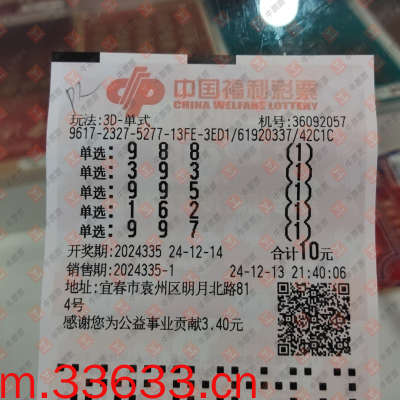 P2
中国福利彩票
CHINA WELFARE LOTTERY
玩法:3D-单式 机号:36092057
9617-2327-5277-13FE-3ED1/61920337/42C1C
单选: 9 8 8 (1)
单选: 3 9 3 (1)
单选: 9 9 5 (1)
单选: 1 6 2 (1)
单选: 9 9 7 (1)
开奖期:2024335 24-12-14 合计10元
销售期:2024335-1 24-12-13 21:40:06
地址:宜春市袁州区明月北路81
4号
感谢您为公益事业贡献3.40元
m.33633.cn